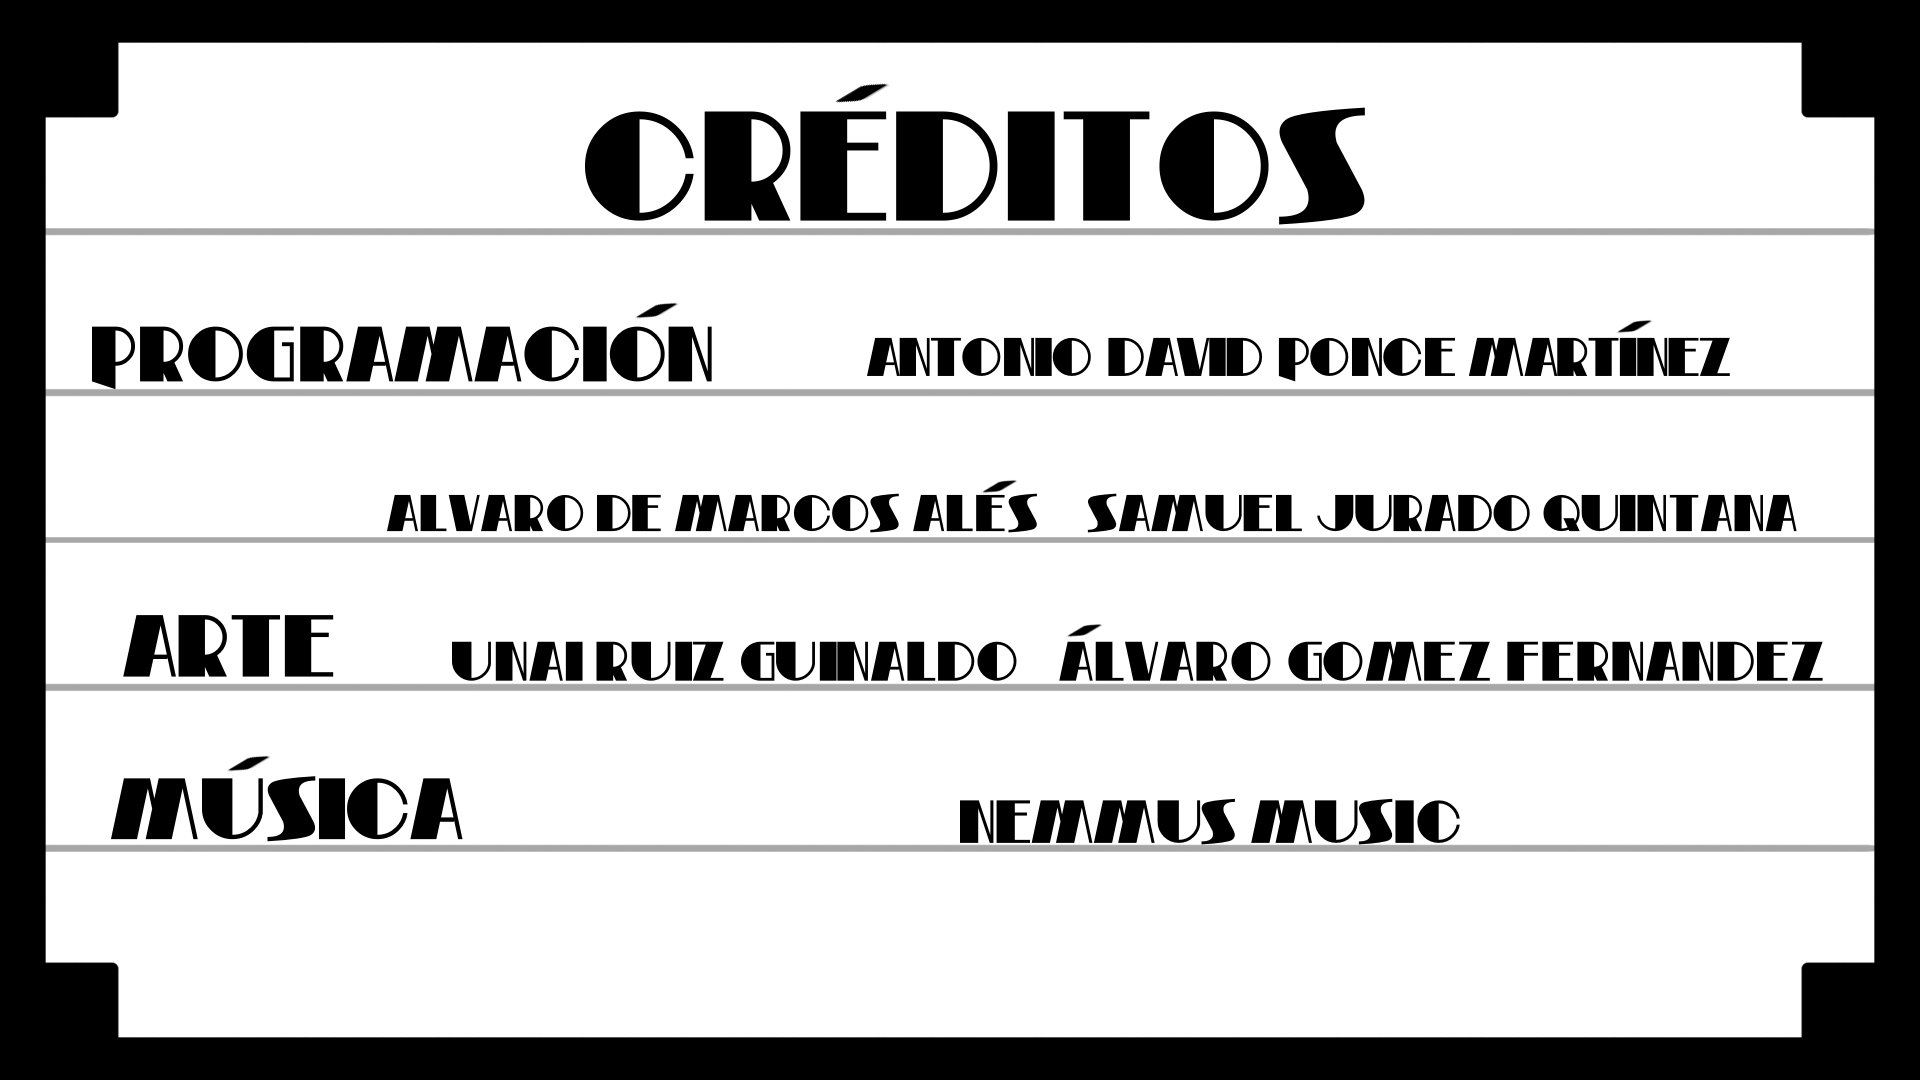 CRÉDITOS
PROGRAMACIÓN ANTONIO DAVID PONCE MARTÍNEZ
ALVARO DE MARCOS ALÉS SAMUEL JURADO QUINTANA
ARTE UNAI RUIZ GUINALDO ÁLVARO GOMEZ FERNANDEZ
MÚSICA NEMMUS MUSIC